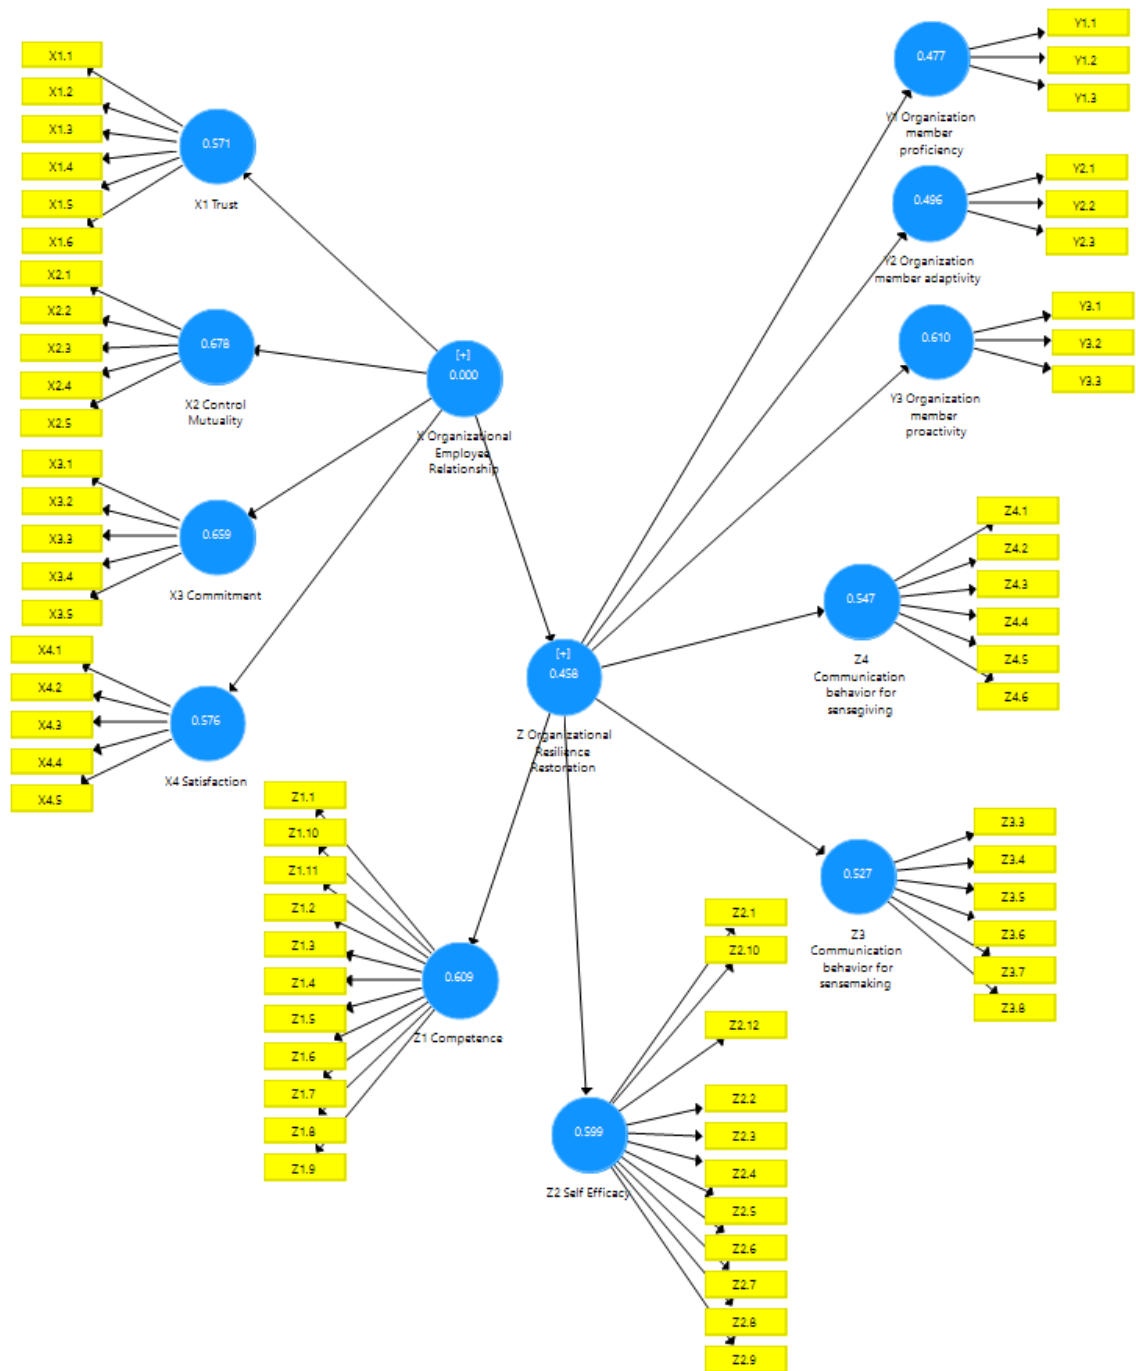 X1.1
X1.2
X1.3
X1.4
X1.5
X1.6
0.571
X1 Trust
X2.1
X2.2
X2.3
X2.4
X2.5
0.678
X2 Control
Mutuality
X3.1
X3.2
X3.3
X3.4
X3.5
0.659
X3 Commitment
X4.1
X4.2
X4.3
X4.4
X4.5
0.576
X4 Satisfaction
[+]
0.000
X Organizational
Employee
Relationship
0.477
Y1 Organization
member
proficiency
Y1.1
Y1.2
Y1.3
0.496
Y2 Organization
member adaptivity
Y2.1
Y2.2
Y2.3
0.610
Y3 Organization
member
proactivity
Y3.1
Y3.2
Y3.3
[+]
0.458
Z Organizational
Resilience
Restoration
0.547
Z4
Communication
behavior for
sensegiving
Z4.1
Z4.2
Z4.3
Z4.4
Z4.5
Z4.6
0.527
Z3
Communication
behavior for
sensemaking
Z3.3
Z3.4
Z3.5
Z3.6
Z3.7
Z3.8
Z1.1
Z1.10
Z1.11
Z1.2
Z1.3
Z1.4
Z1.5
Z1.6
Z1.7
Z1.8
Z1.9
0.609
Z1 Competence
0.599
Z2 Self Efficacy
Z2.1
Z2.10
Z2.12
Z2.2
Z2.3
Z2.4
Z2.5
Z2.6
Z2.7
Z2.8
Z2.9